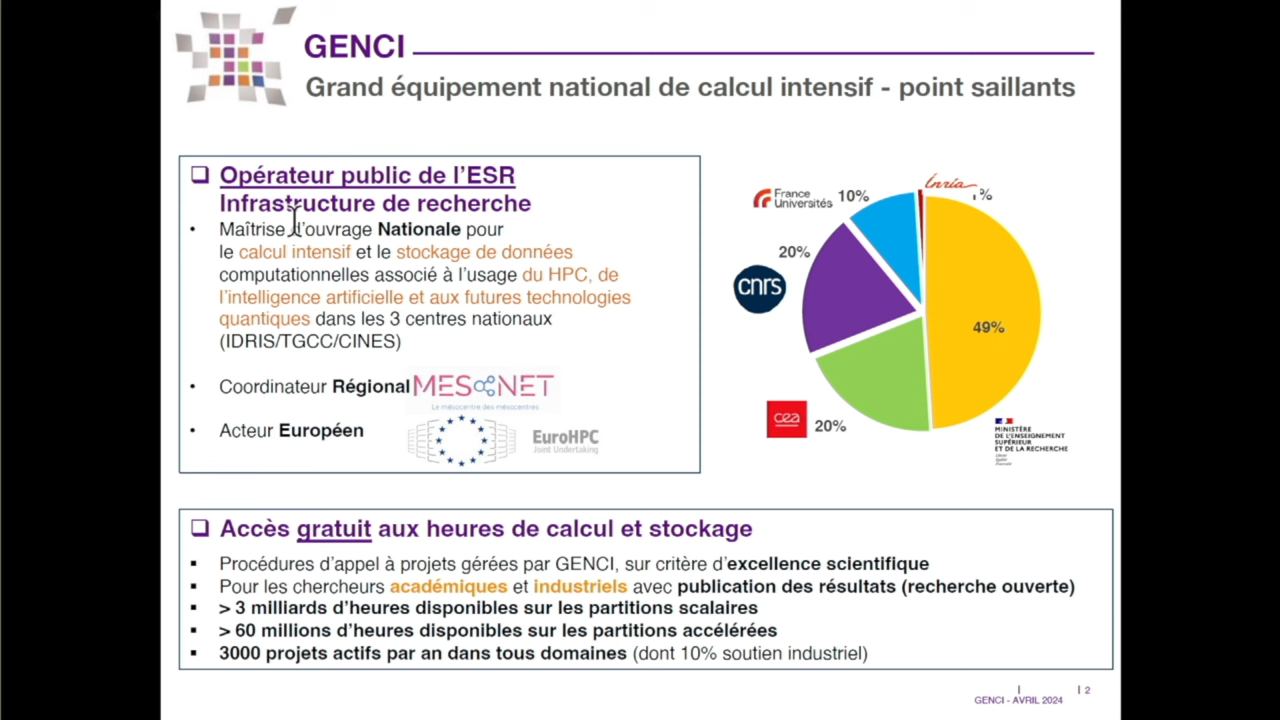 GENCI
Grand équipement national de calcul intensif - point saillants
Opérateur public de l'ESR
Infrastructure de recherche
• Maîtrise d'ouvrage Nationale pour
le calcul intensif et le stockage de données
computationnelles associé à l'usage du HPC, de
l'intelligence artificielle et aux futures technologies
quantiques dans les 3 centres nationaux
(IDRIS/TGCC/CINES)
• Coordinateur Régional MESNET
Le mésocentre des mésocentres
• Acteur Européen
EuroHPC
Joint Undertaking
France
Universités
10%
Inria
%
20%
cnrs
49%
cea
20%
MINISTÈRE
DE L'ENSEIGNEMENT
SUPÉRIEUR
ET DE LA RECHERCHE
Accès gratuit aux heures de calcul et stockage
▪ Procédures d'appel à projets gérées par GENCI, sur critère d'excellence scientifique
▪ Pour les chercheurs académiques et industriels avec publication des résultats (recherche ouverte)
▪ > 3 milliards d'heures disponibles sur les partitions scalaires
▪ > 60 millions d'heures disponibles sur les partitions accélérées
▪ 3000 projets actifs par an dans tous domaines (dont 10% soutien industriel)
| | 2
GENCI - AVRIL 2024